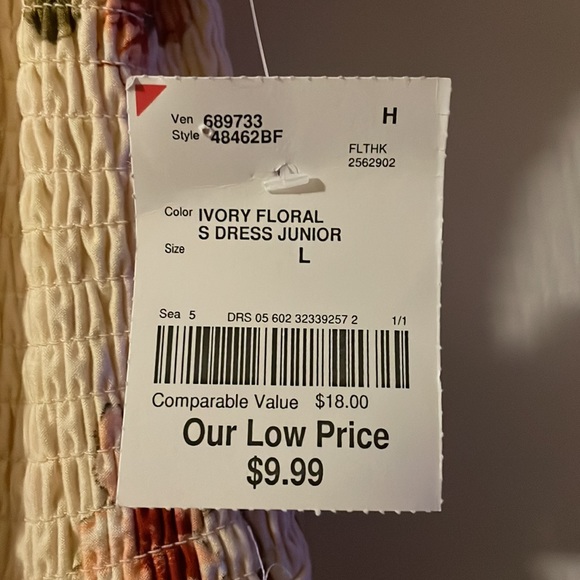 Ven 689733 H
Style 48462BF
FLTHK
2562902
Color IVORY FLORAL
S DRESS JUNIOR
Size L
Sea 5 DRS 05 602 32339257 2 1/1
Comparable Value $18.00
Our Low Price
$9.99